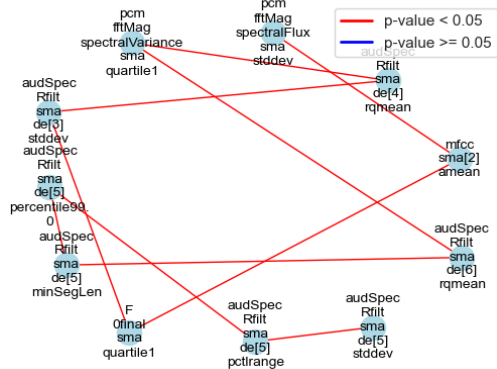 pcm
fftMag
spectralVariance
sma
quartile1
pcm
fftMag
spectralFlux
sma
stddev
p-value < 0.05
p-value >= 0.05
audSpec
Rfilt
sma
de[4]
rqmean
audSpec
Rfilt
sma
de[3]
stddev
mfcc
sma[2]
amean
audSpec
Rfilt
sma
de[5]
percentile99.
0
audSpec
Rfilt
sma
de[5]
minSegLen
audSpec
Rfilt
sma
de[6]
rqmean
F
0final
sma
quartile1
audSpec
Rfilt
sma
de[5]
pctlrange
audSpec
Rfilt
sma
de[5]
stddev